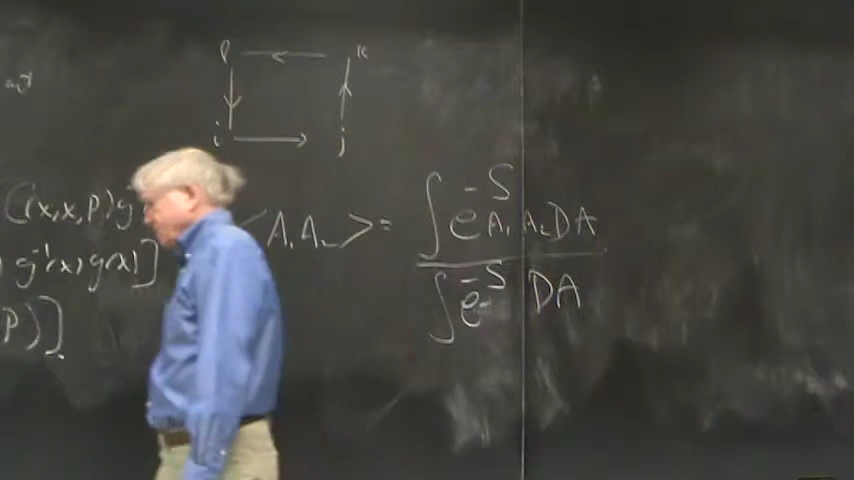 l k
i j
(x,x,p)g
<A₁A₂> = ∫e^{-S} A₁ A₂ DA / ∫e^{-S} DA
g⁻¹(x) g(x)]
P)]